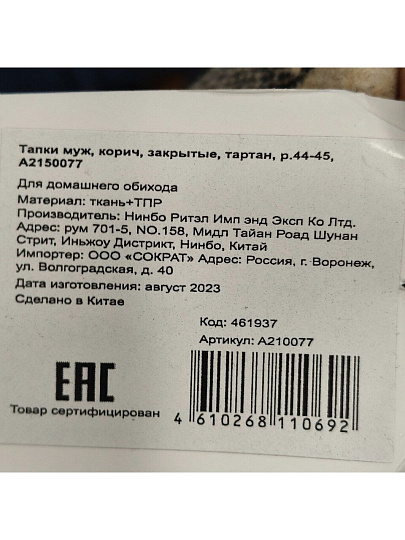 Тапки муж, корич, закрытые, тартан, р.44-45,
А2150077
Для домашнего обихода
Материал: ткань+ТПР
Производитель: Нинбо Ритэл Имп энд Эксп Ко Лтд.
Адрес: рум 701-5, NO.158, Мидл Тайан Роад Шунан
Стрит, Иньжоу Дистрикт, Нинбо, Китай
Импортер: ООО «СОКРАТ» Адрес: Россия, г. Воронеж,
ул. Волгоградская, д. 40
Дата изготовления: август 2023
Сделано в Китае
Код: 461937
Артикул: А210077
ЕАС
Товар сертифицирован
4 610268 110692